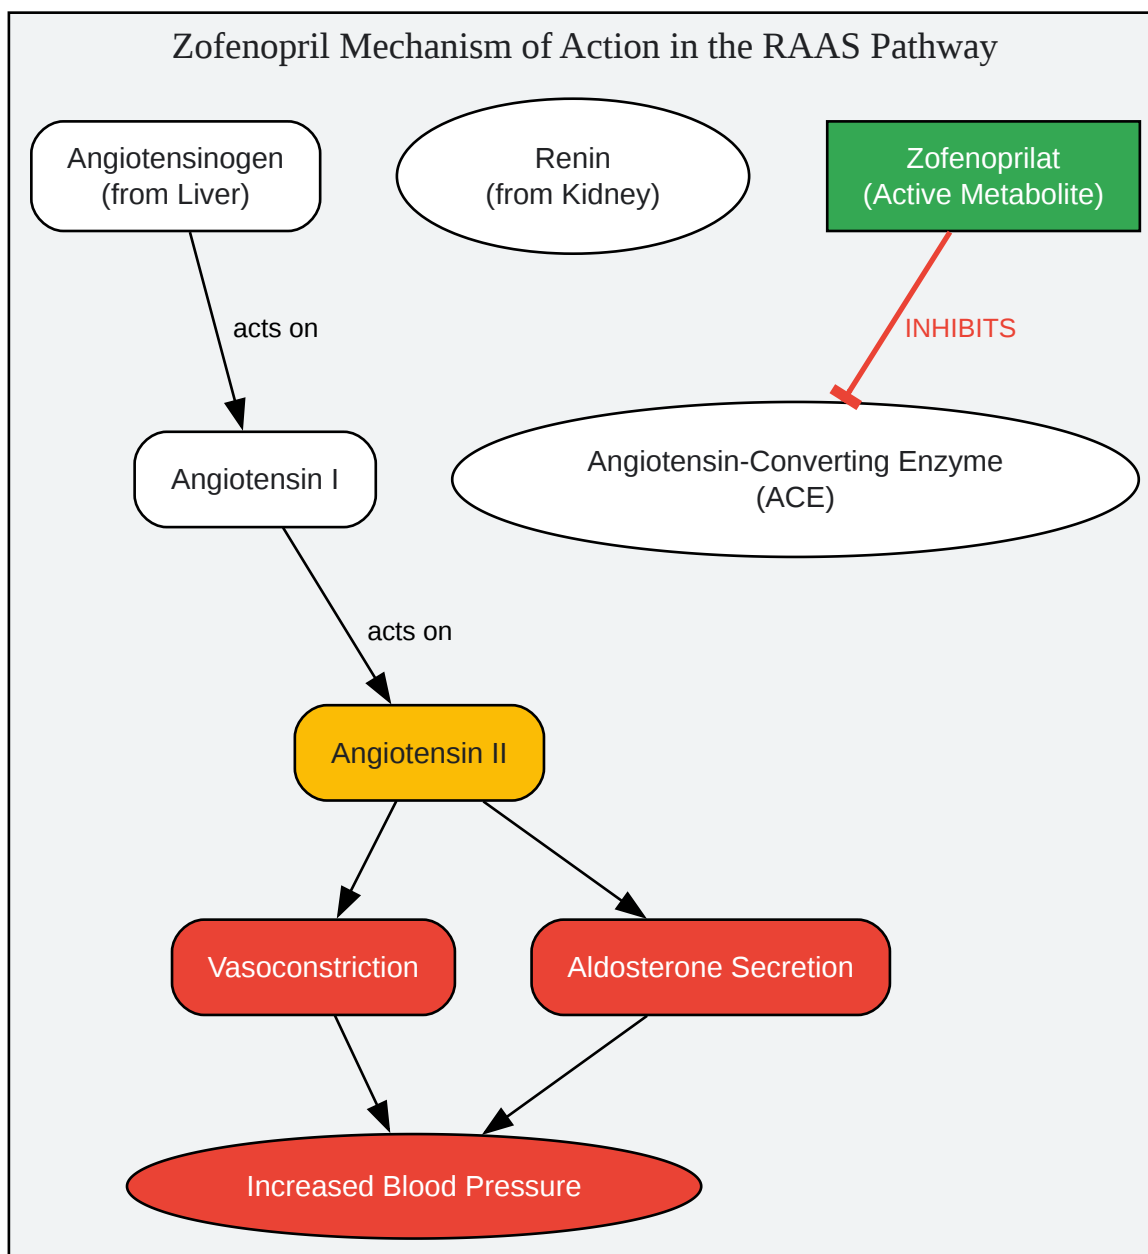 Zofenopril Mechanism of Action in the RAAS Pathway
Angiotensinogen
(from Liver)
Renin
(from Kidney)
Zofenoprilat
(Active Metabolite)
acts on
INHIBITS
Angiotensin I
Angiotensin-Converting Enzyme
(ACE)
acts on
Angiotensin II
Vasoconstriction
Aldosterone Secretion
Increased Blood Pressure